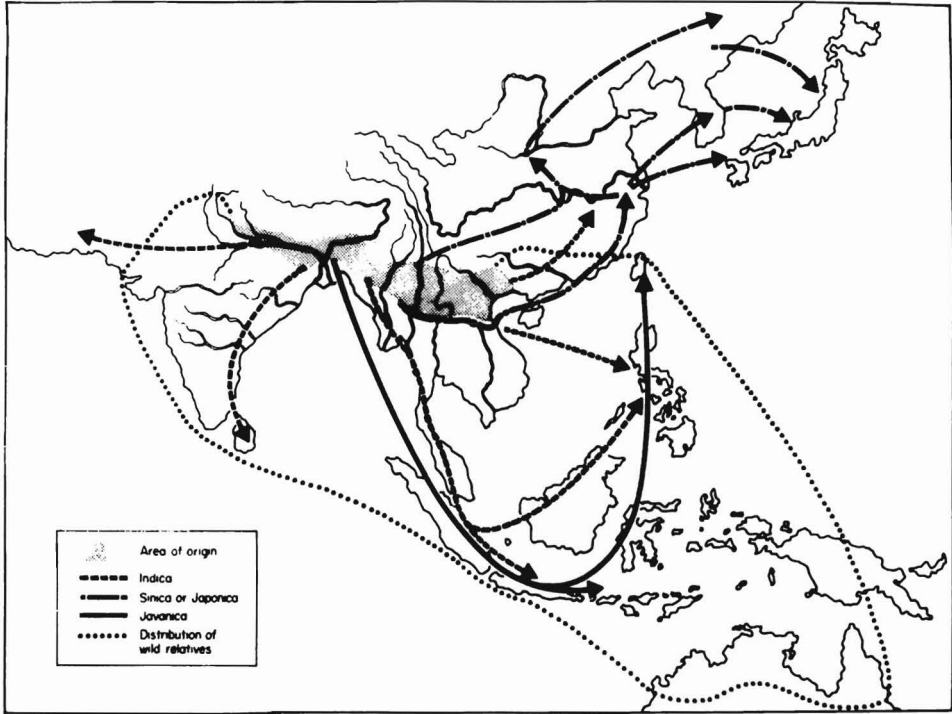 Area of origin
Indica
Sinica or Japonica
Javanica
Distribution of
wild relatives